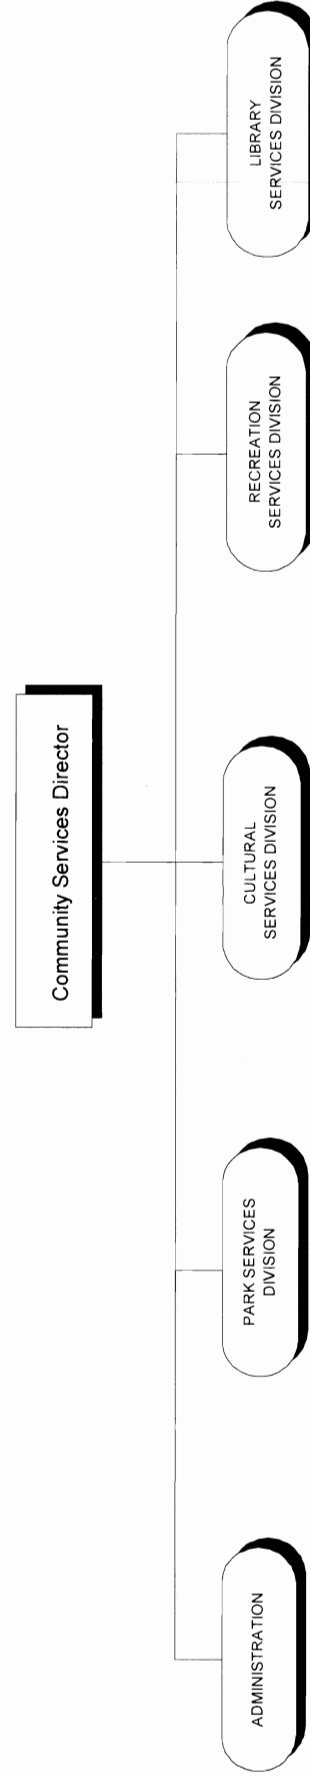 Community Services Director
ADMINISTRATION
PARK SERVICES
DIVISION
CULTURAL
SERVICES DIVISION
RECREATION
SERVICES DIVISION
LIBRARY
SERVICES DIVISION